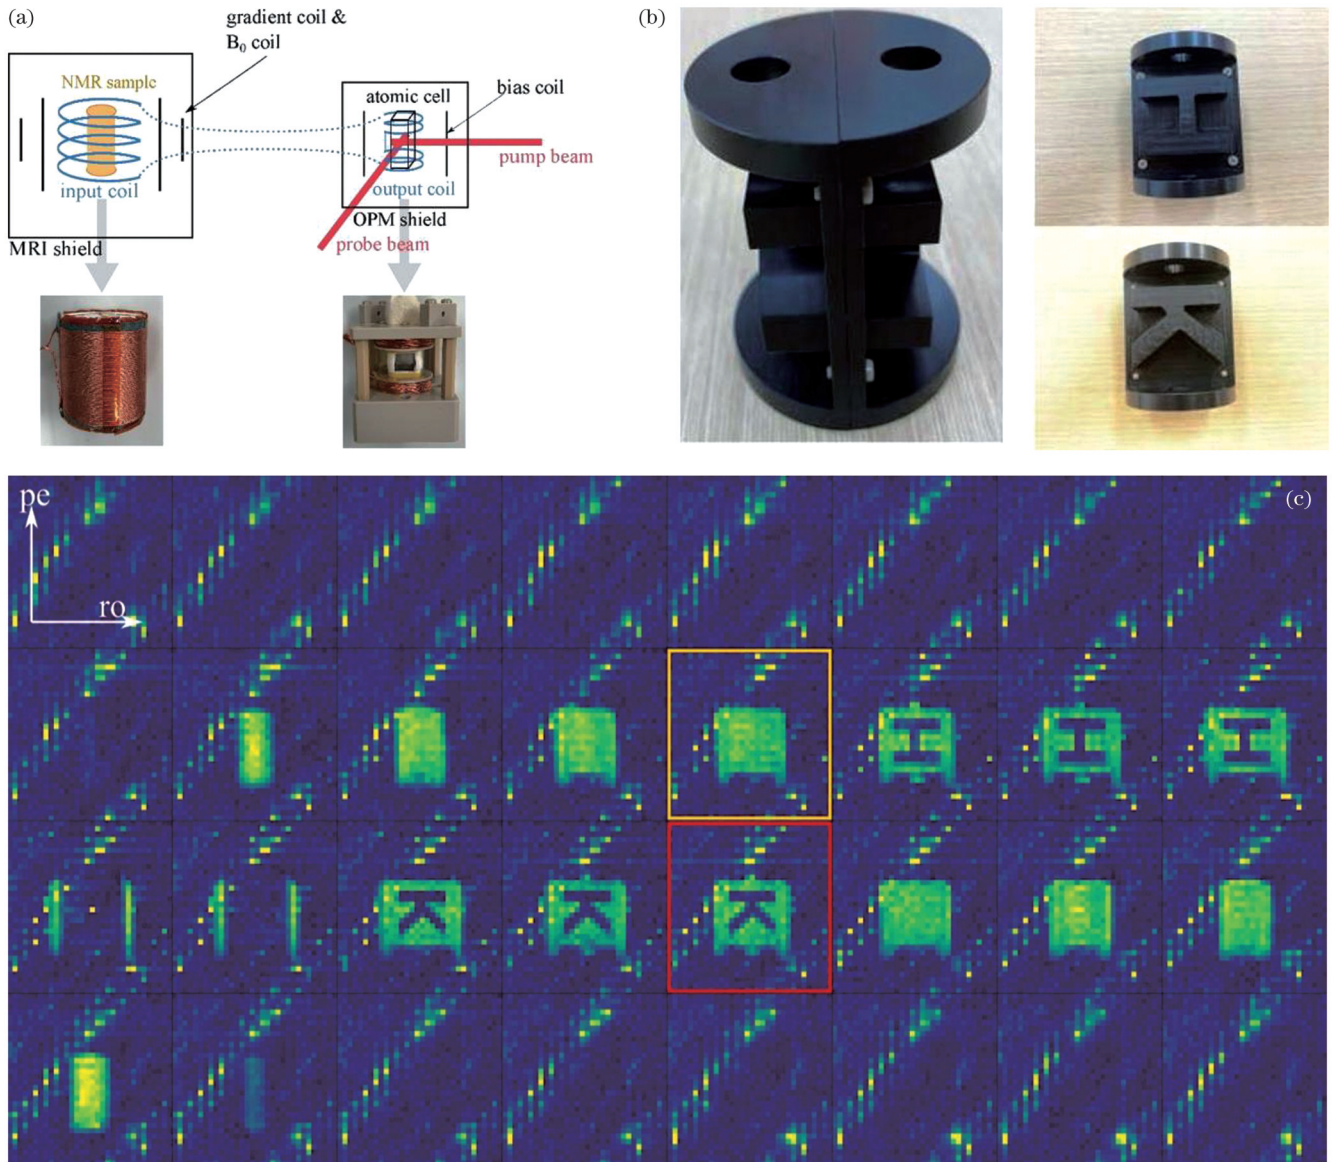 (a)
gradient coil &
B₀ coil
NMR sample
input coil
MRI shield
atomic cell
bias coil
pump beam
output coil
OPM shield
probe beam
(b)
I
K
(c)
pe
ro
I
I
I
K
K
K